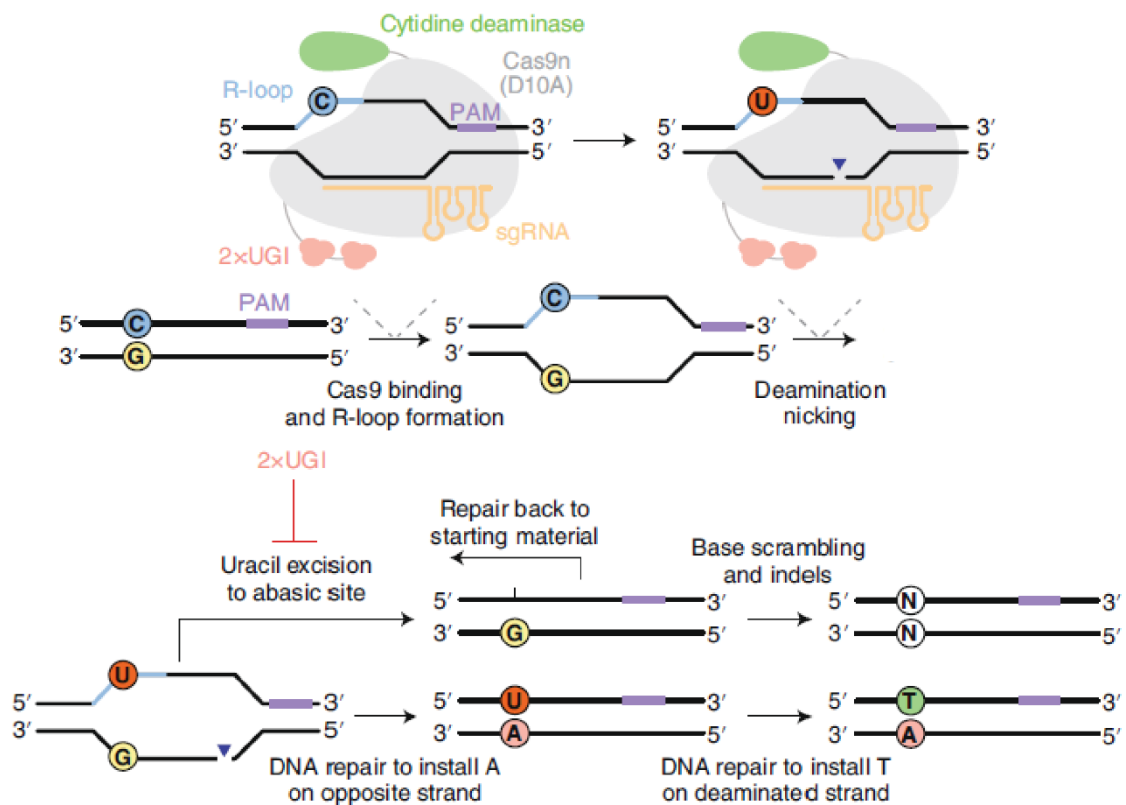 Cytidine deaminase
Cas9n
(D10A)
R-loop
C
PAM
5′ 3′
3′ 5′
sgRNA
2×UGI
U
5′ 3′
3′ 5′
PAM
5′ C 3′
3′ G 5′
Cas9 binding
and R-loop formation
C
5′ 3′
3′ 5′
G
Deamination
nicking
2×UGI
Uracil excision
to abasic site
Repair back to
starting material
Base scrambling
and indels
5′ 3′
3′ G 5′
5′ N 3′
3′ N 5′
U
5′ 3′
3′ 5′
G
5′ U 3′
3′ A 5′
5′ T 3′
3′ A 5′
DNA repair to install A
on opposite strand
DNA repair to install T
on deaminated strand